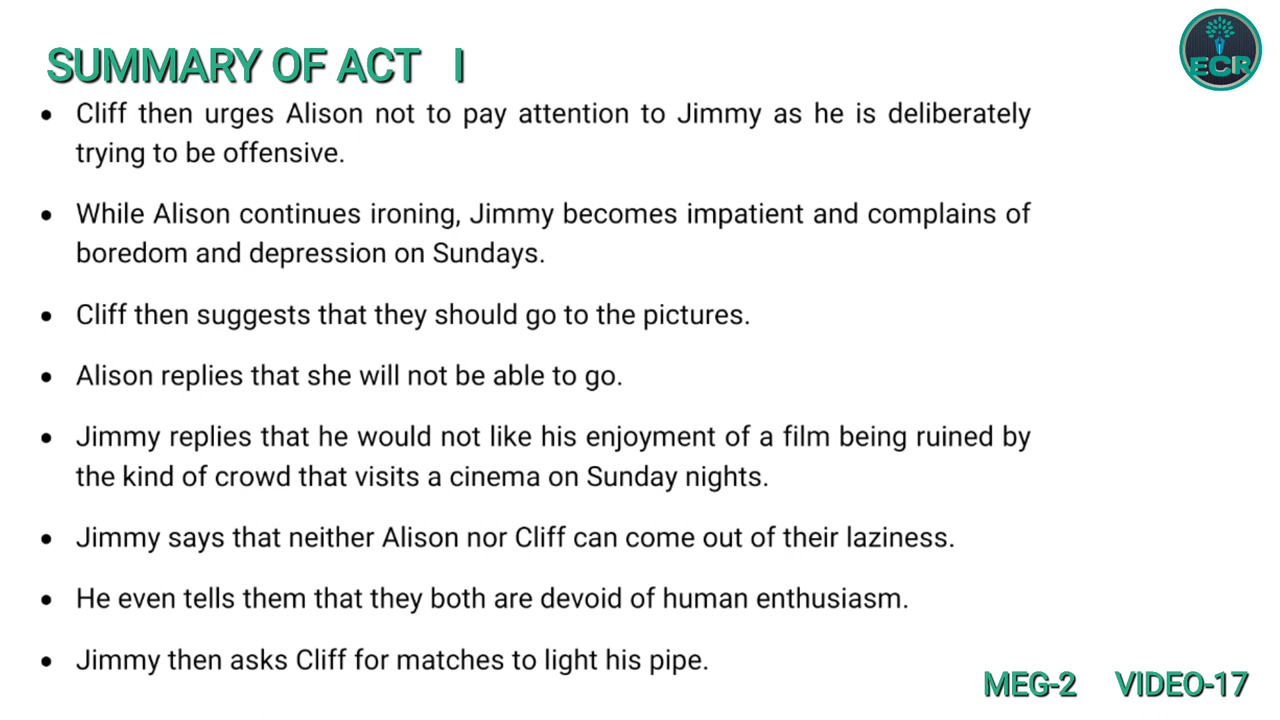 SUMMARY OF ACT I
ECR
• Cliff then urges Alison not to pay attention to Jimmy as he is deliberately
trying to be offensive.
• While Alison continues ironing, Jimmy becomes impatient and complains of
boredom and depression on Sundays.
• Cliff then suggests that they should go to the pictures.
• Alison replies that she will not be able to go.
• Jimmy replies that he would not like his enjoyment of a film being ruined by
the kind of crowd that visits a cinema on Sunday nights.
• Jimmy says that neither Alison nor Cliff can come out of their laziness.
• He even tells them that they both are devoid of human enthusiasm.
• Jimmy then asks Cliff for matches to light his pipe.
MEG-2 VIDEO-17